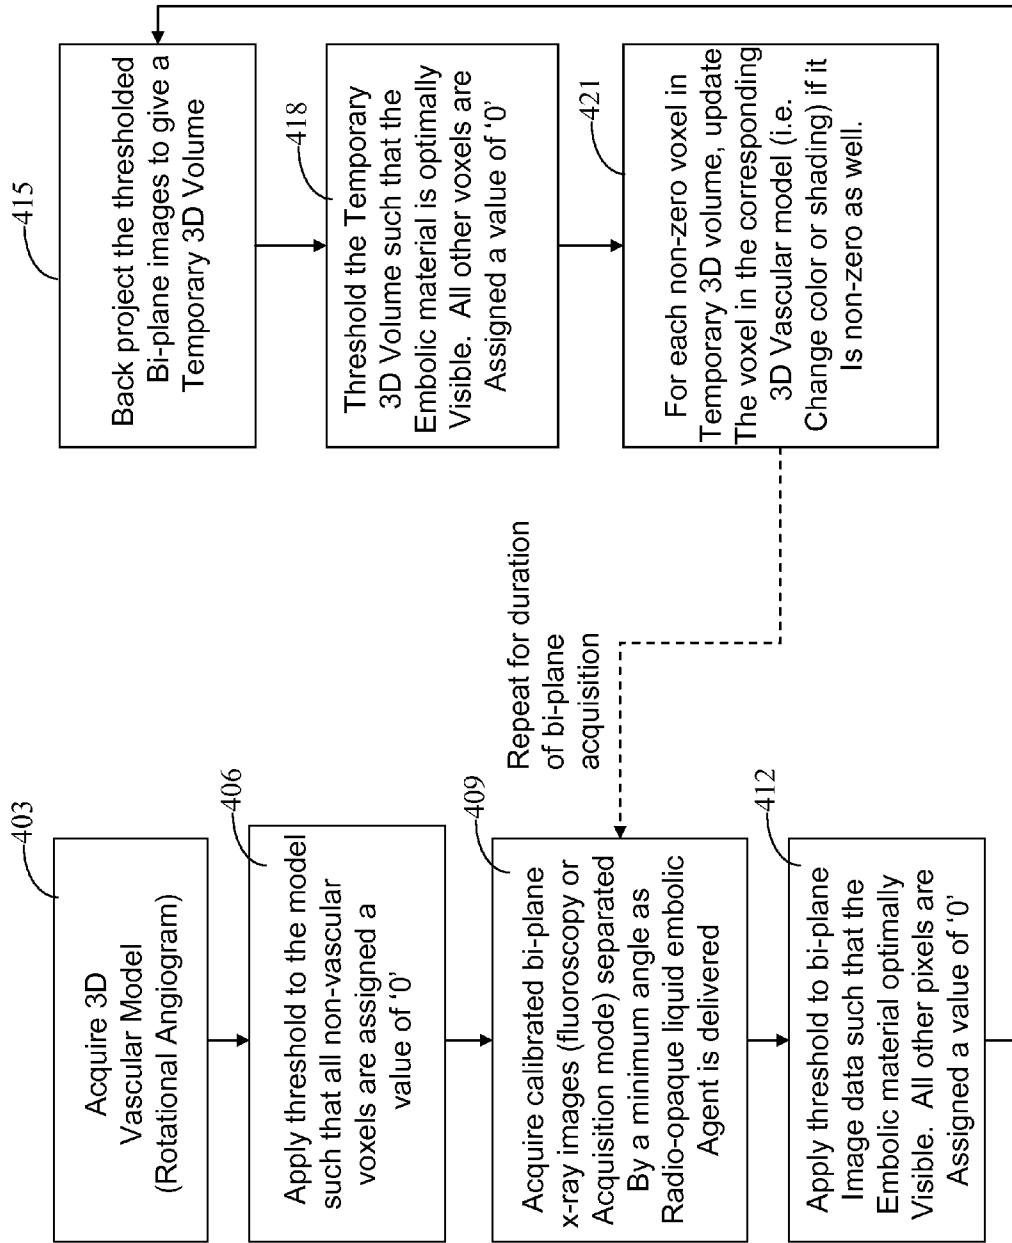 403
Acquire 3D
Vascular Model
(Rotational Angiogram)
406
Apply threshold to the model
such that all non-vascular
voxels are assigned a
value of ‘0’
409
Acquire calibrated bi-plane
x-ray images (fluoroscopy or
Acquisition mode) separated
By a minimum angle as
Radio-opaque liquid embolic
Agent is delivered
412
Apply threshold to bi-plane
Image data such that the
Embolic material optimally
Visible. All other pixels are
Assigned a value of ‘0’
Repeat for duration
of bi-plane
acquisition
415
Back project the thresholded
Bi-plane images to give a
Temporary 3D Volume
418
Threshold the Temporary
3D Volume such that the
Embolic material is optimally
Visible. All other voxels are
Assigned a value of ‘0’
421
For each non-zero voxel in
Temporary 3D volume, update
The voxel in the corresponding
3D Vascular model (i.e.
Change color or shading) if it
Is non-zero as well.